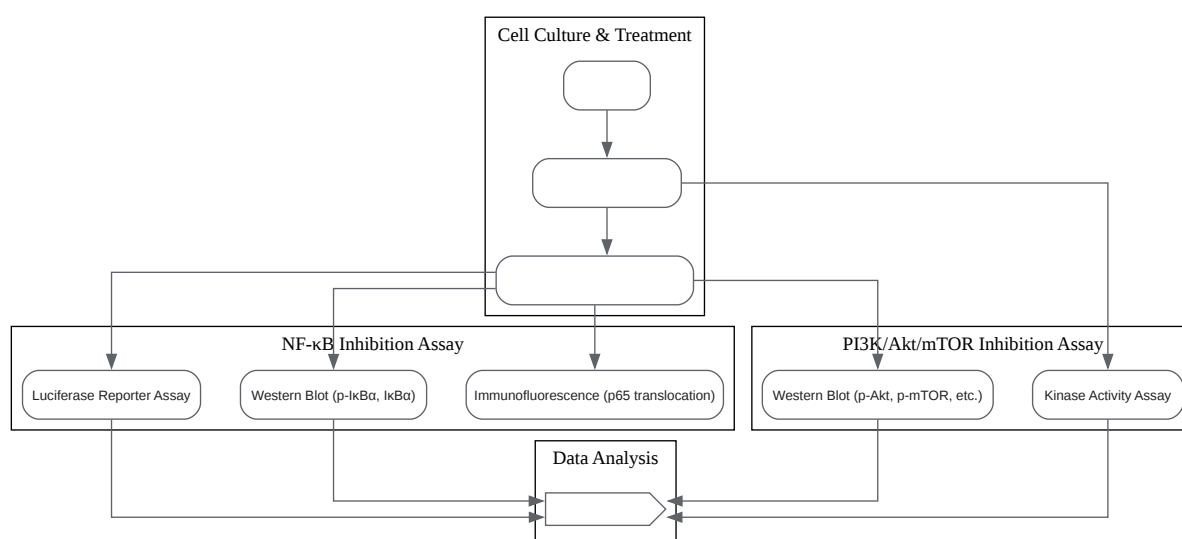 Cell Culture & Treatment
NF-κB Inhibition Assay
PI3K/Akt/mTOR Inhibition Assay
Luciferase Reporter Assay
Western Blot (p-IκBα, IκBα)
Immunofluorescence (p65 translocation)
Western Blot (p-Akt, p-mTOR, etc.)
Kinase Activity Assay
Data Analysis